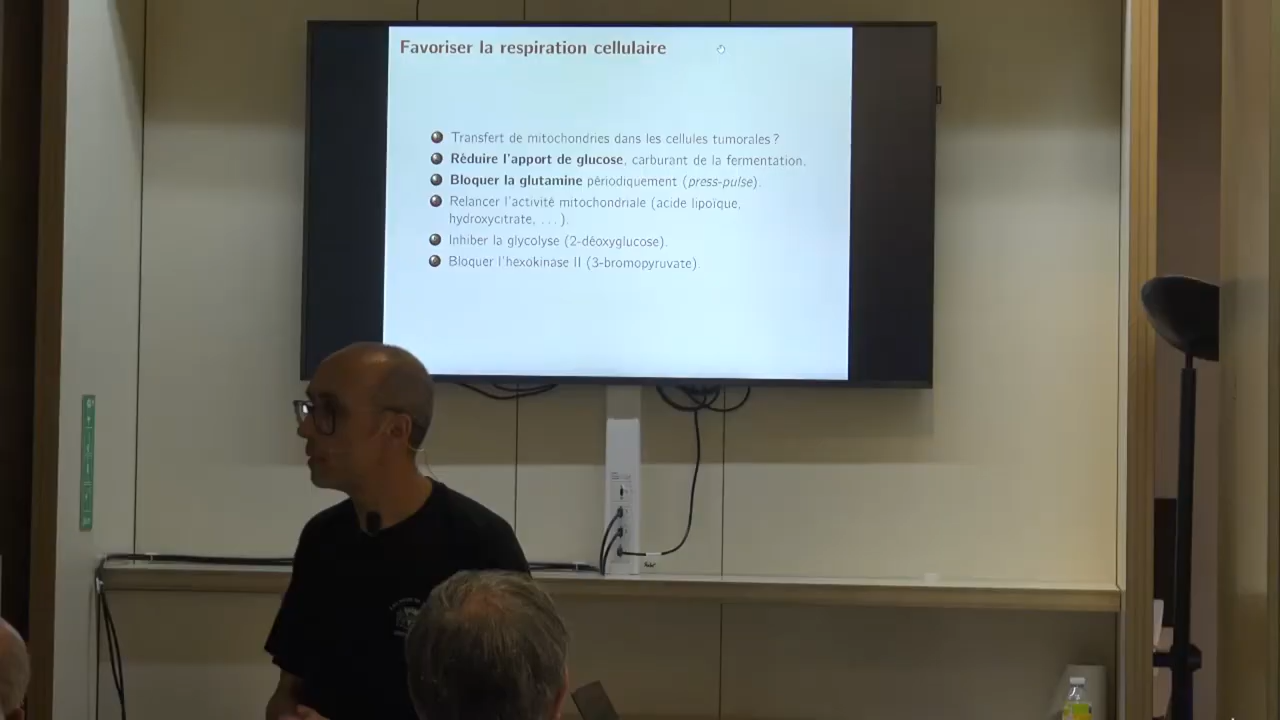 Favoriser la respiration cellulaire
Transfert de mitochondries dans les cellules tumorales ?
Réduire l'apport de glucose, carburant de la fermentation.
Bloquer la glutamine périodiquement (press-pulse).
Relancer l'activité mitochondriale (acide lipoïque,
hydroxycitrate, . . . ).
Inhiber la glycolyse (2-déoxyglucose).
Bloquer l'hexokinase II (3-bromopyruvate).